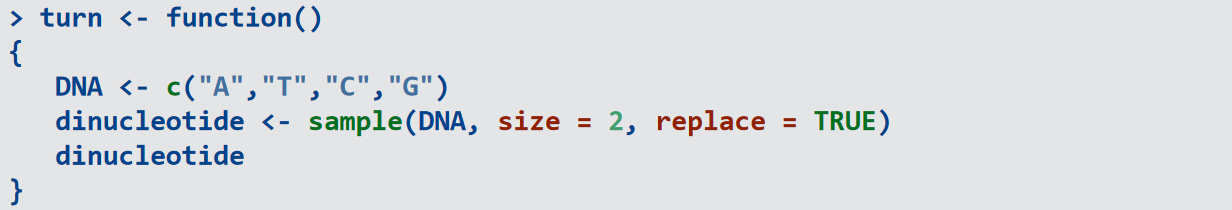 > turn <- function()
{
   DNA <- c("A","T","C","G")
   dinucleotide <- sample(DNA, size = 2, replace = TRUE)
   dinucleotide
}